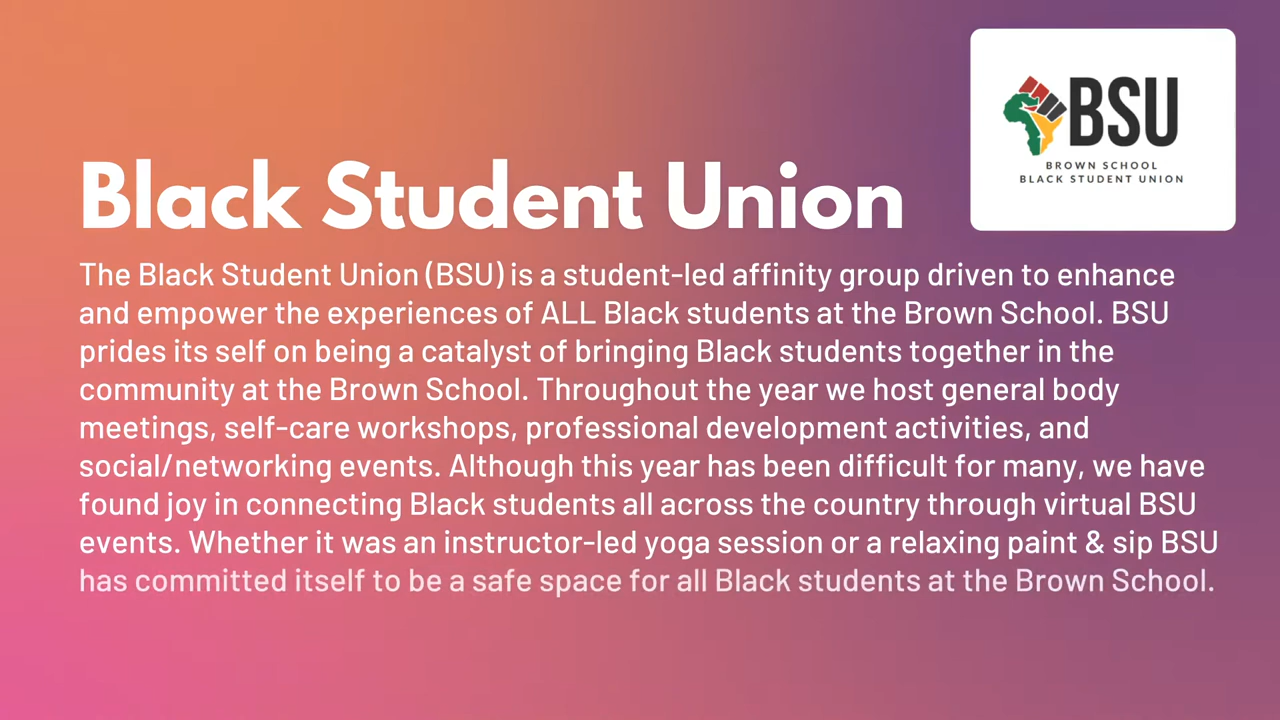 BSU
BROWN SCHOOL
BLACK STUDENT UNION
Black Student Union
The Black Student Union (BSU) is a student-led affinity group driven to enhance
and empower the experiences of ALL Black students at the Brown School. BSU
prides its self on being a catalyst of bringing Black students together in the
community at the Brown School. Throughout the year we host general body
meetings, self-care workshops, professional development activities, and
social/networking events. Although this year has been difficult for many, we have
found joy in connecting Black students all across the country through virtual BSU
events. Whether it was an instructor-led yoga session or a relaxing paint & sip BSU
has committed itself to be a safe space for all Black students at the Brown School.